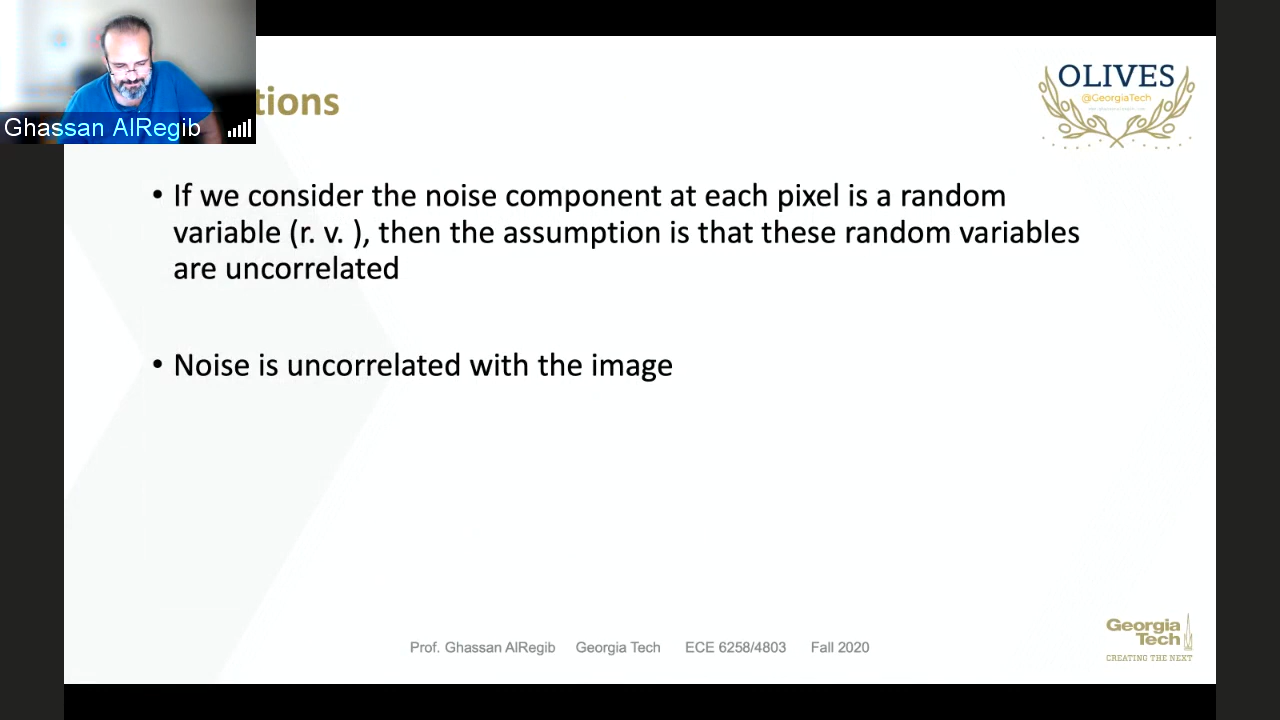 Ghassan AlRegib
tions
OLIVES
@GeorgiaTech
• If we consider the noise component at each pixel is a random
variable (r. v. ), then the assumption is that these random variables
are uncorrelated
• Noise is uncorrelated with the image
Prof. Ghassan AlRegib Georgia Tech ECE 6258/4803 Fall 2020
Georgia
Tech
CREATING THE NEXT